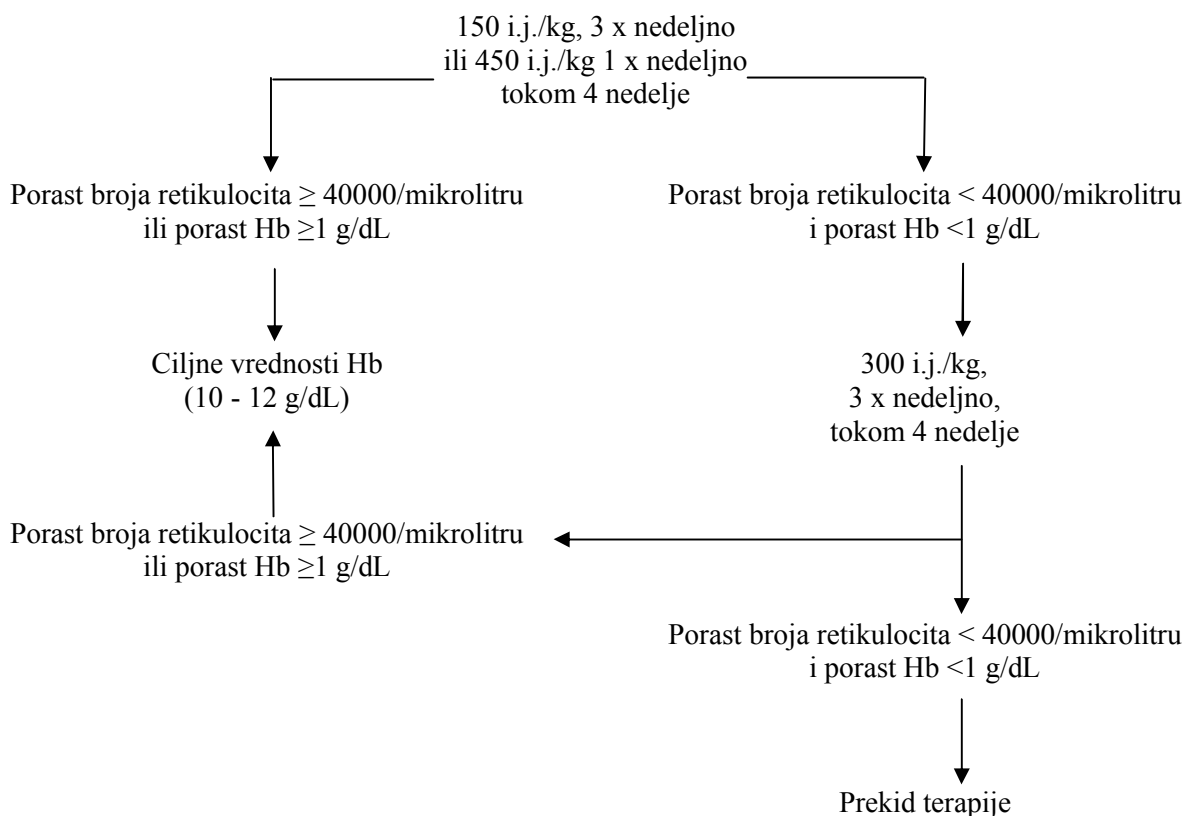 150 i.j./kg, 3 x nedeljno
ili 450 i.j./kg 1 x nedeljno
tokom 4 nedelje
Porast broja retikulocita ≥ 40000/mikrolitru
ili porast Hb ≥1 g/dL
Porast broja retikulocita < 40000/mikrolitru
i porast Hb <1 g/dL
Ciljne vrednosti Hb
(10 - 12 g/dL)
300 i.j./kg,
3 x nedeljno,
tokom 4 nedelje
Porast broja retikulocita ≥ 40000/mikrolitru
ili porast Hb ≥1 g/dL
Porast broja retikulocita < 40000/mikrolitru
i porast Hb <1 g/dL
Prekid terapije